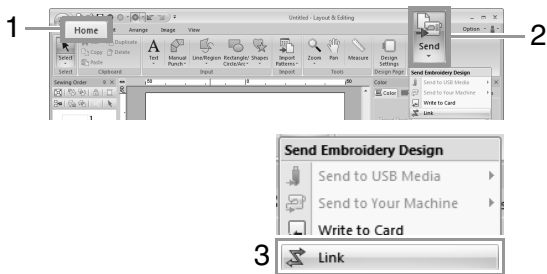 1
2
Untitled - Layout & Editing
Home
Arrange Image View
Option
Send
Select
Duplicate
Copy Delete
Paste
Text
Manual Punch
Line/Region
Rectangle/ Circle/Arc
Shapes
Import Patterns
Zoom
Pan
Measure
Design Settings
Select Clipboard Input Import Tools Design Page
Sewing Order
Color
Color
1
Send Embroidery Design
Send to USB Media
Send to Your Machine
Write to Card
Link
Send Embroidery Design
Send to USB Media
Send to Your Machine
Write to Card
3
Link